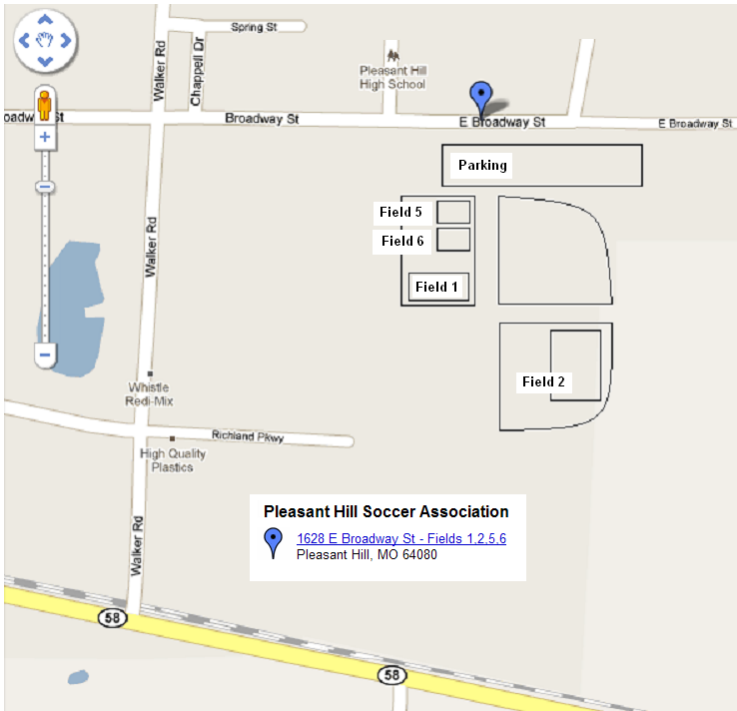 Spring St
Walker Rd
Chappell Dr
Pleasant Hill
High School
Broadway St
E Broadway St
E Broadway St
Parking
Field 5
Field 6
Field 1
Walker Rd
Field 2
Whistle
Redi-Mix
Richland Pkwy
High Quality
Plastics
Pleasant Hill Soccer Association
1628 E Broadway St - Fields 1,2,5,6
Pleasant Hill, MO 64080
Walker Rd
58
58